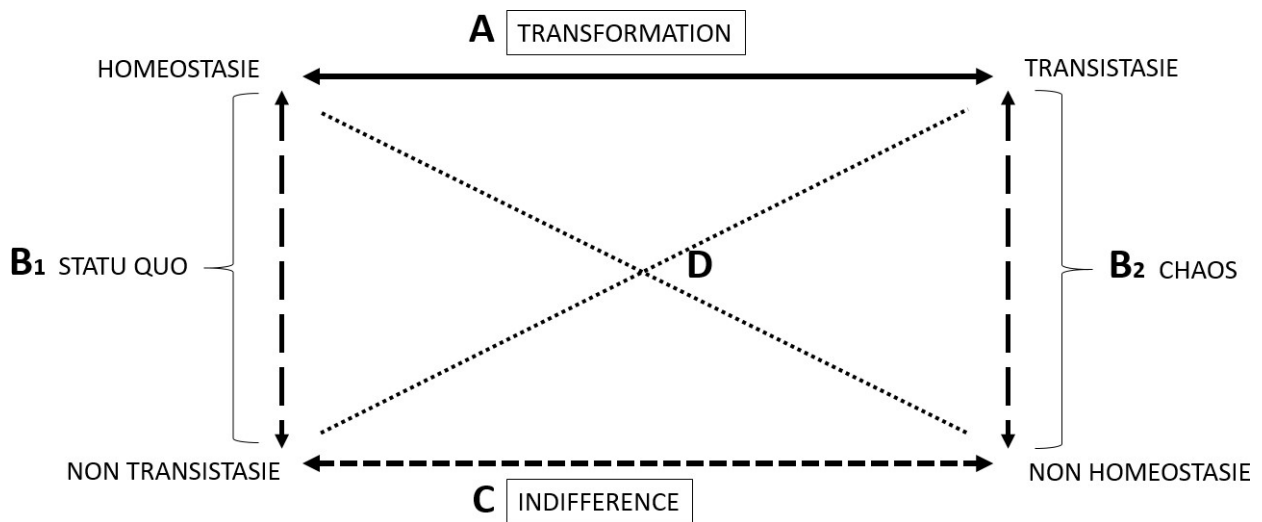 A TRANSFORMATION
HOMEOSTASIE
TRANSISTASIE
B1 STATU QUO
D
B2 CHAOS
NON TRANSISTASIE
NON HOMEOSTASIE
C INDIFFERENCE